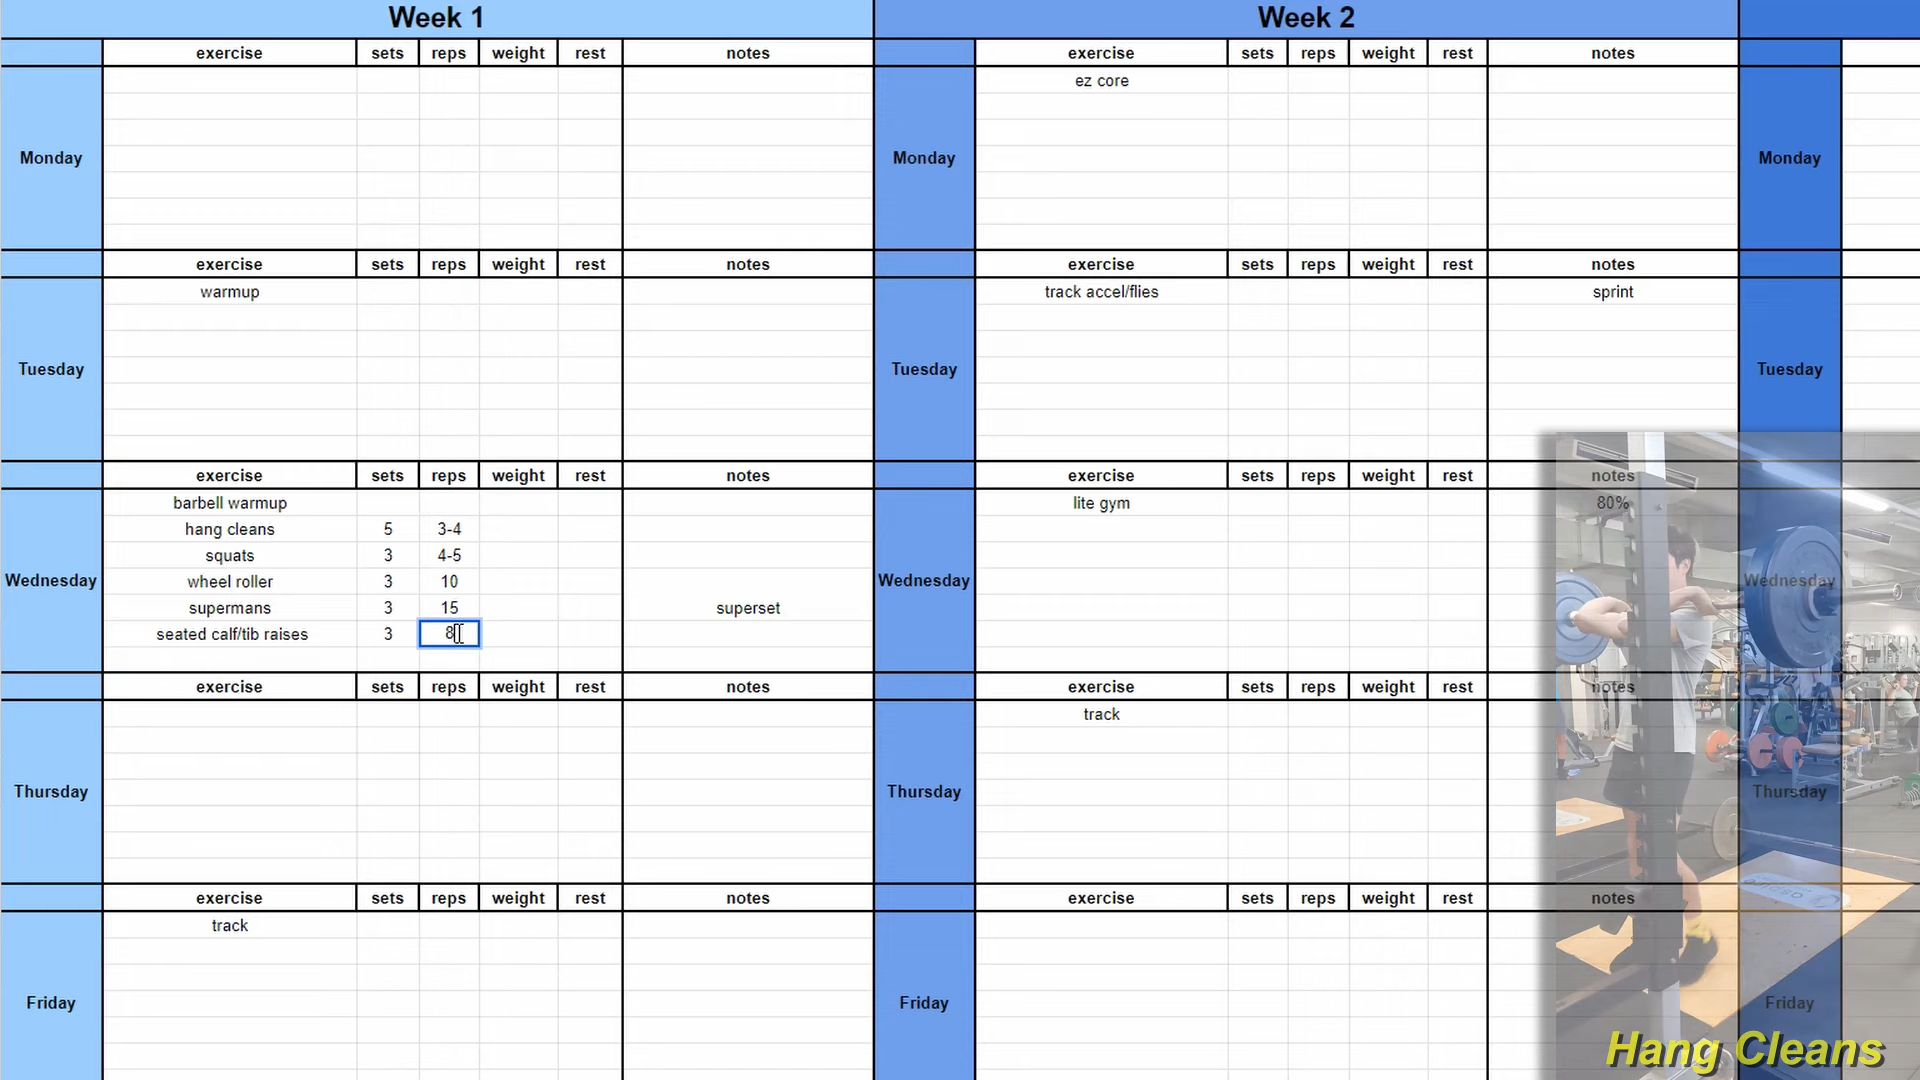 Week 1
Week 2
exercise sets reps weight rest notes
exercise sets reps weight rest notes
Monday
ez core
Monday
Monday
exercise sets reps weight rest notes
exercise sets reps weight rest notes
Tuesday
warmup
Tuesday
track accel/flies sprint
Tuesday
exercise sets reps weight rest notes
exercise sets reps weight rest notes
Wednesday
barbell warmup
hang cleans 5 3-4
squats 3 4-5
wheel roller 3 10
supermans 3 15 superset
seated calf/tib raises 3 8
Wednesday
lite gym 80%
Wednesday
exercise sets reps weight rest notes
exercise sets reps weight rest notes
Thursday
Thursday
track
Thursday
exercise sets reps weight rest notes
exercise sets reps weight rest notes
Friday
track
Friday
Friday
Hang Cleans